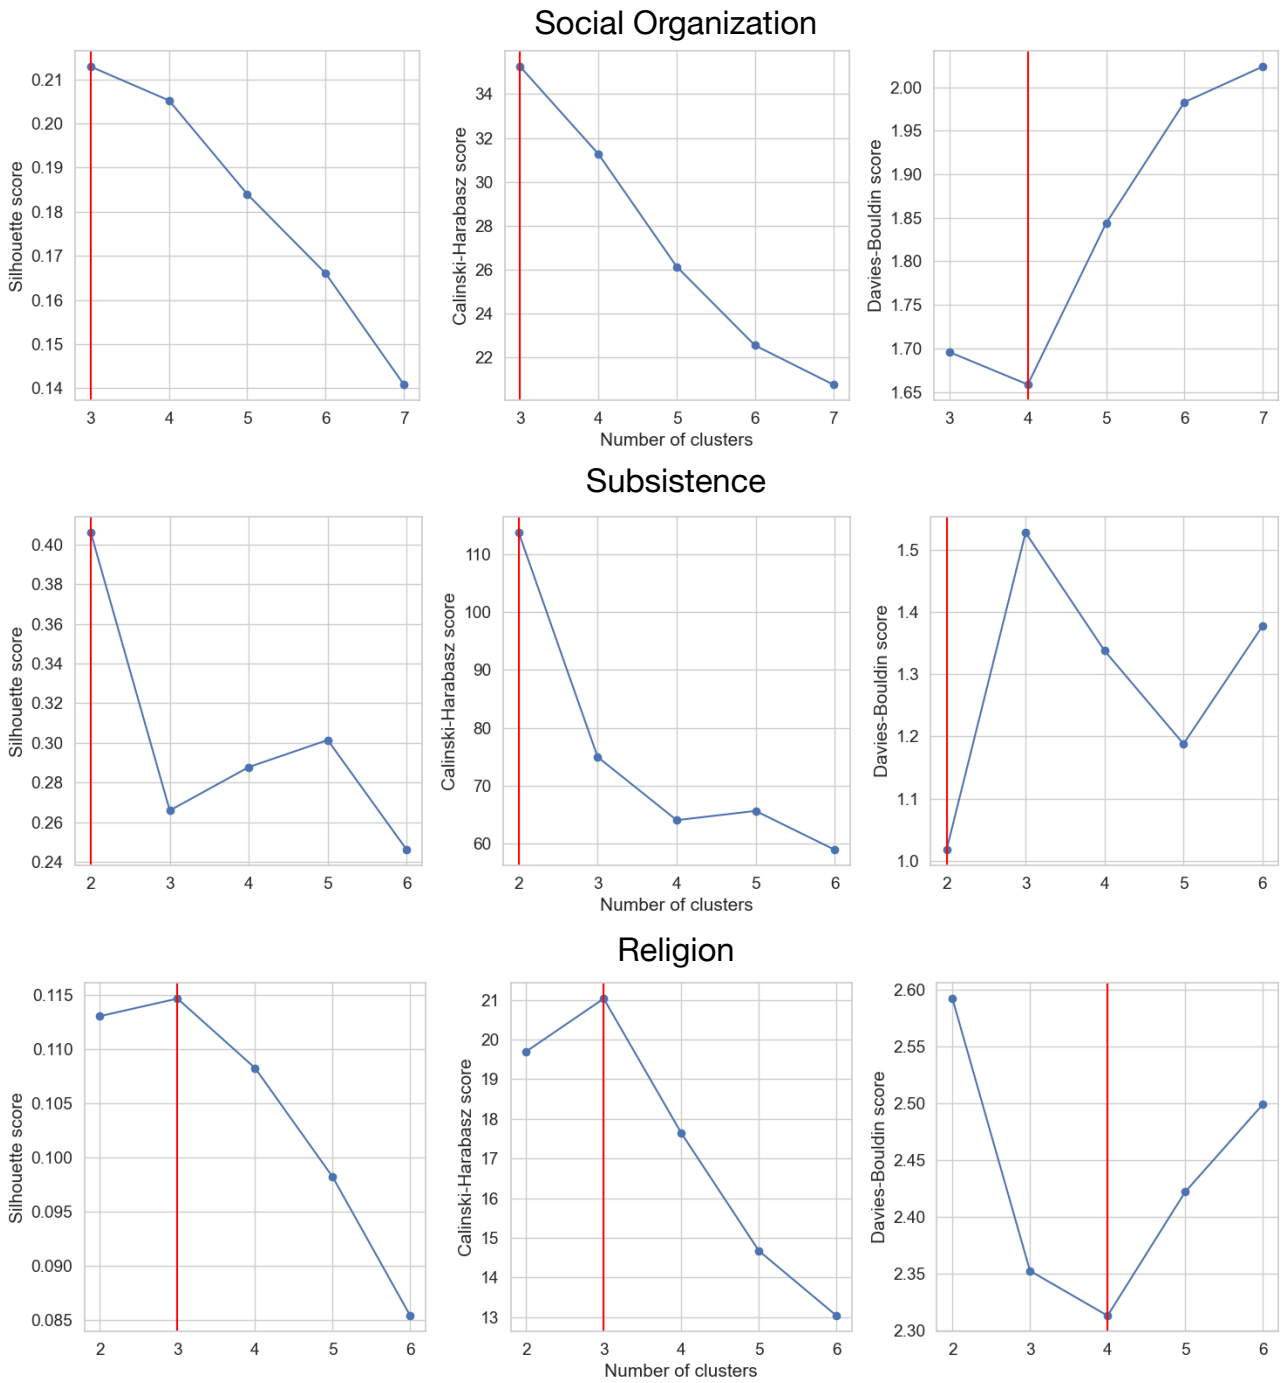 Social Organization
Silhouette score
0.21
0.20
0.19
0.18
0.17
0.16
0.15
0.14
3 4 5 6 7
Calinski-Harabasz score
34
32
30
28
26
24
22
3 4 5 6 7
Number of clusters
Davies-Bouldin score
2.00
1.95
1.90
1.85
1.80
1.75
1.70
1.65
3 4 5 6 7
Subsistence
Silhouette score
0.40
0.38
0.36
0.34
0.32
0.30
0.28
0.26
0.24
2 3 4 5 6
Calinski-Harabasz score
110
100
90
80
70
60
2 3 4 5 6
Number of clusters
Davies-Bouldin score
1.5
1.4
1.3
1.2
1.1
1.0
2 3 4 5 6
Religion
Silhouette score
0.115
0.110
0.105
0.100
0.095
0.090
0.085
2 3 4 5 6
Calinski-Harabasz score
21
20
19
18
17
16
15
14
13
2 3 4 5 6
Number of clusters
Davies-Bouldin score
2.60
2.55
2.50
2.45
2.40
2.35
2.30
2 3 4 5 6